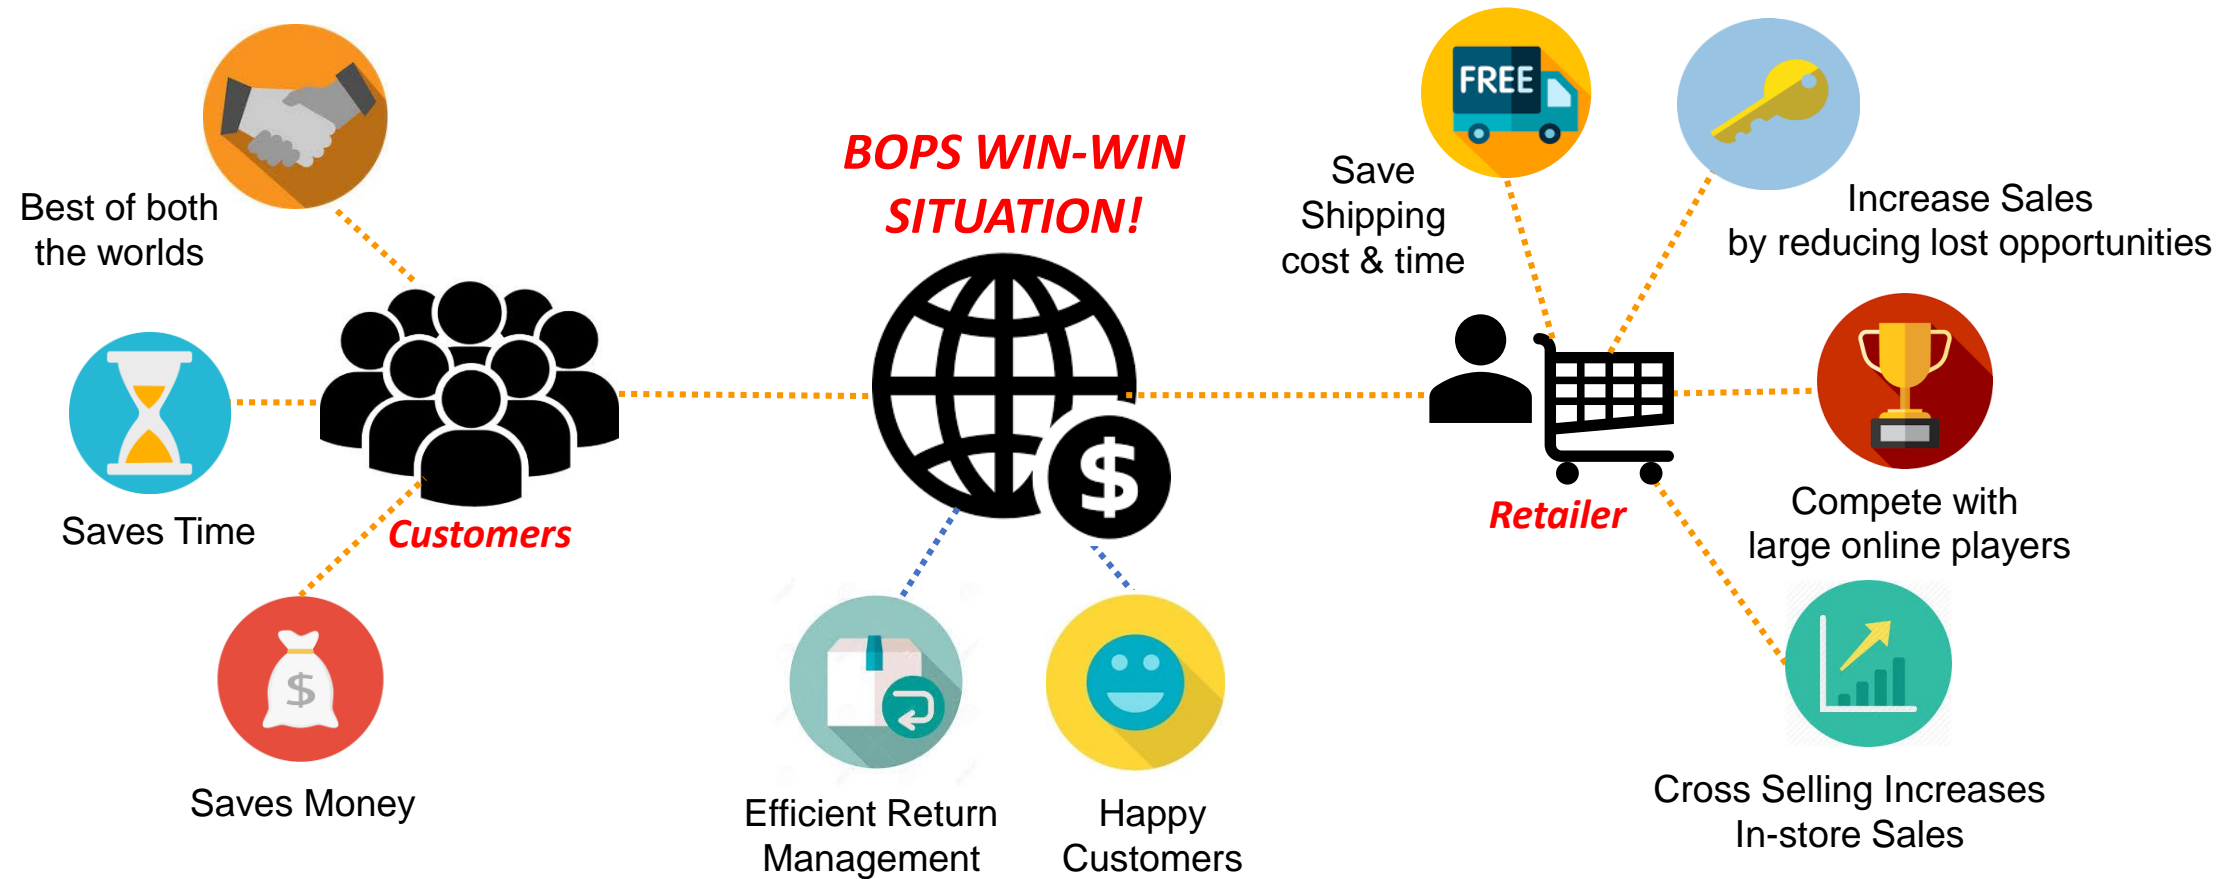 BOPS WIN-WIN
SITUATION!
Best of both
the worlds
Saves Time
Saves Money
Customers
$
$
Efficient Return
Management
Happy
Customers
FREE
Save
Shipping
cost & time
Increase Sales
by reducing lost opportunities
Retailer
Compete with
large online players
Cross Selling Increases
In-store Sales